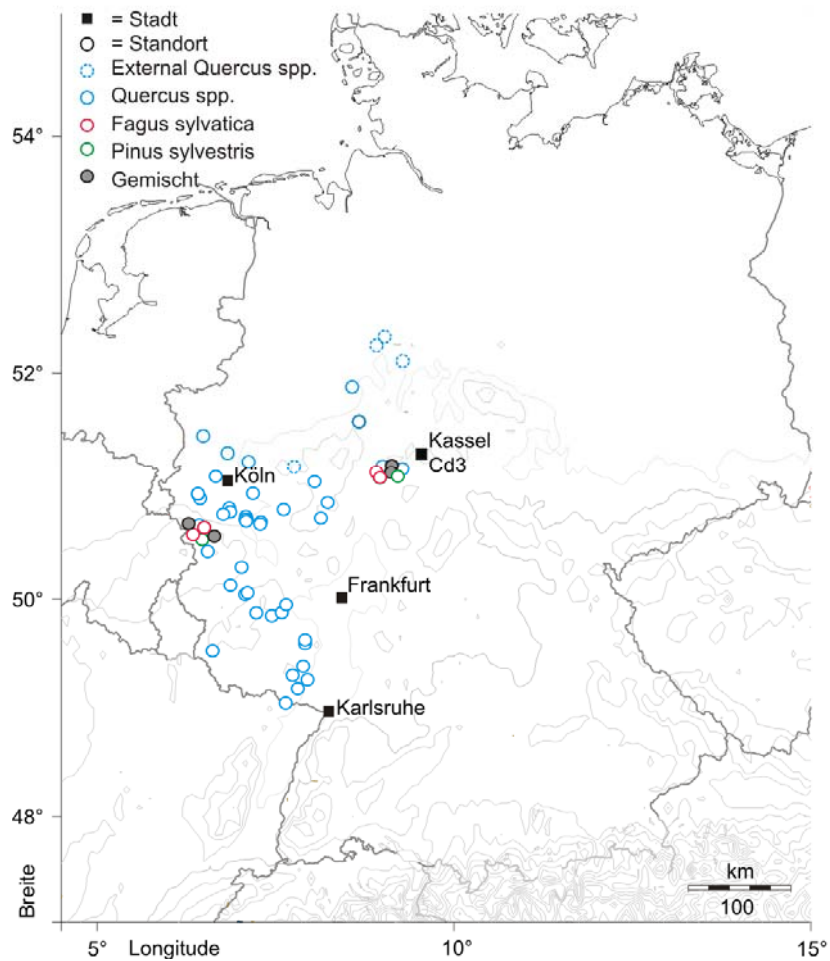 = Stadt
= Standort
External Quercus spp.
Quercus spp.
Fagus sylvatica
Pinus sylvestris
Gemischt
54°
52°
50°
48°
Kassel
Cd3
Köln
Frankfurt
Karlsruhe
km
100
Breite
5°
Longitude
10°
15°